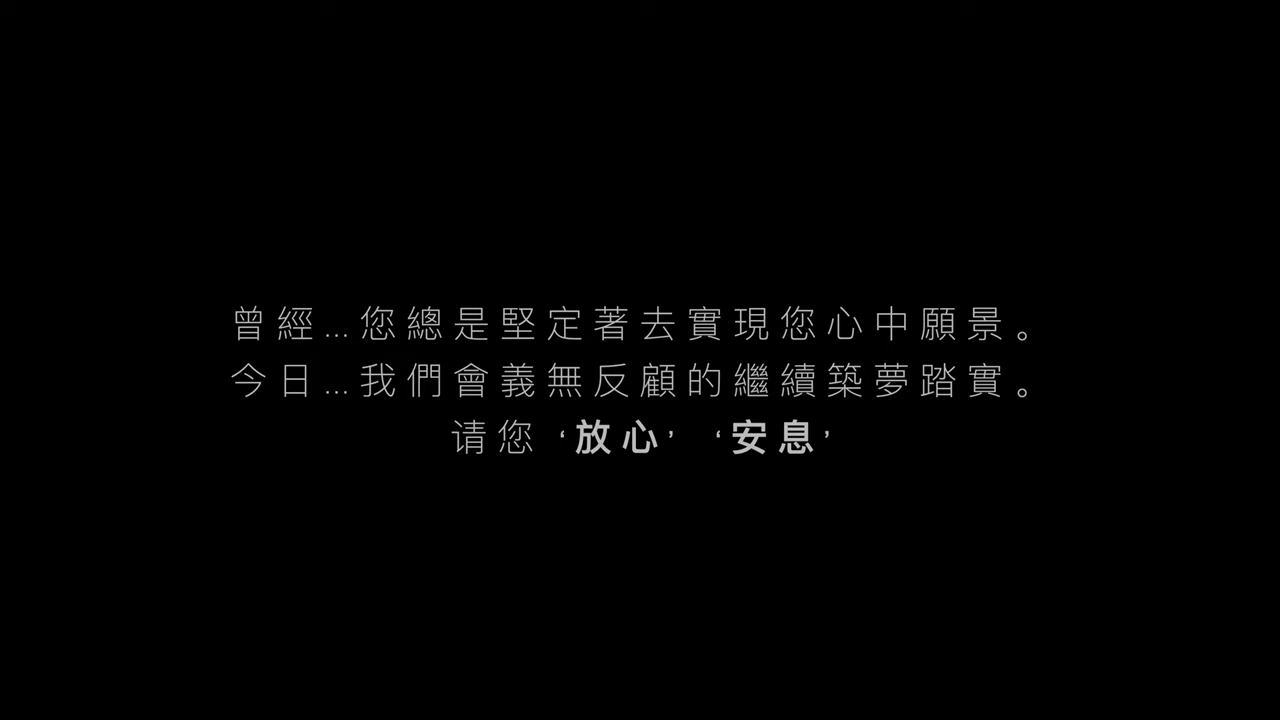 曾經...您總是堅定著去實現您心中願景。
今日...我們會義無反顧的繼續築夢踏實。
请您 ‘放心’ ‘安息’